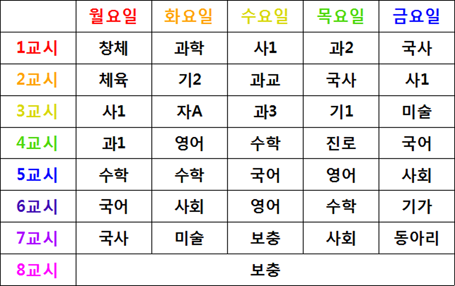 월요일 화요일 수요일 목요일 금요일
1교시 창체 과학 사1 과2 국사
2교시 체육 기2 과교 국사 사1
3교시 사1 자A 과3 기1 미술
4교시 과1 영어 수학 진로 국어
5교시 수학 수학 국어 영어 사회
6교시 국어 사회 영어 수학 기가
7교시 국사 미술 보충 사회 동아리
8교시 보충